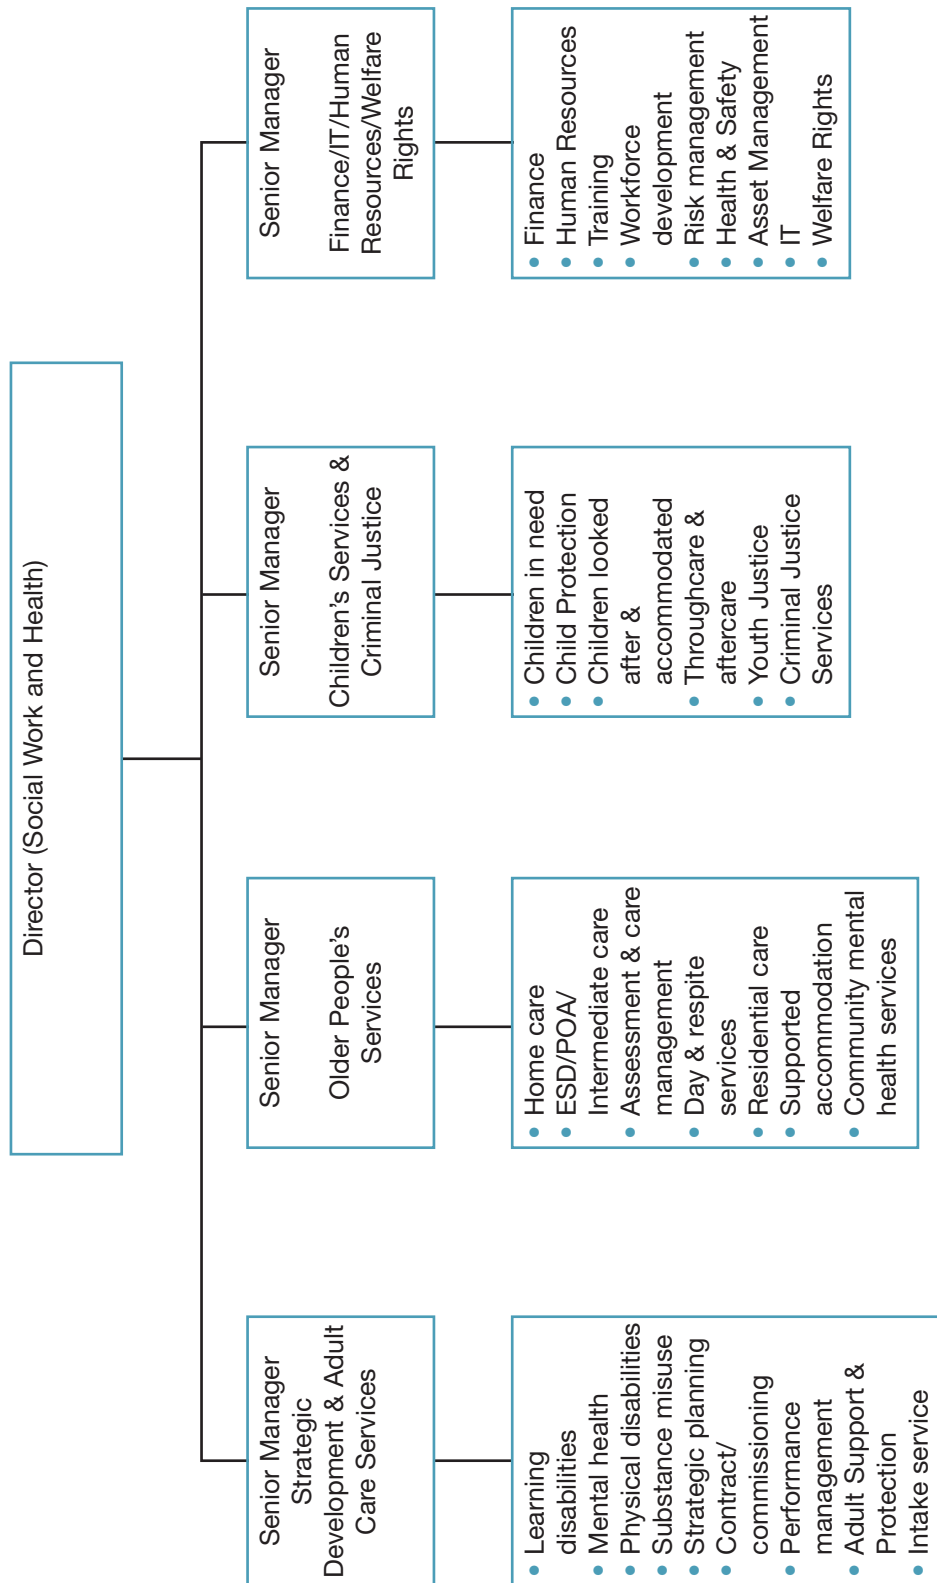 Director (Social Work and Health)
Senior Manager
Strategic
Development & Adult
Care Services
• Learning
disabilities
• Mental health
• Physical disabilities
• Substance misuse
• Strategic planning
• Contract/
commissioning
• Performance
management
• Adult Support &
Protection
• Intake service
Senior Manager
Older People’s
Services
• Home care
• ESD/POA/
Intermediate care
• Assessment & care
management
• Day & respite
services
• Residential care
• Supported
accommodation
• Community mental
health services
Senior Manager
Children’s Services &
Criminal Justice
• Children in need
• Child Protection
• Children looked
after &
accommodated
• Throughcare &
aftercare
• Youth Justice
• Criminal Justice
Services
Senior Manager
Finance/IT/Human
Resources/Welfare
Rights
• Finance
• Human Resources
• Training
• Workforce
development
• Risk management
• Health & Safety
• Asset Management
• IT
• Welfare Rights